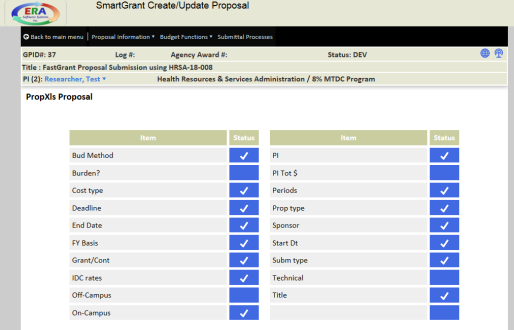 SmartGrant Create/Update Proposal
ERA
Software Systems
Back to main menu | Proposal Information Budget Functions Submittal Processes
GPID#: 37 Log #: Agency Award #: Status: DEV
Title : FastGrant Proposal Submission using HRSA-18-008
PI (2): Researcher, Test Health Resources & Services Administration / 8% MTDC Program
PropXls Proposal
Item Status Item Status
Bud Method PI
Burden? PI Tot $
Cost type Periods
Deadline Prop type
End Date Sponsor
FY Basis Start Dt
Grant/Cont Subm type
IDC rates Technical
Off-Campus Title
On-Campus